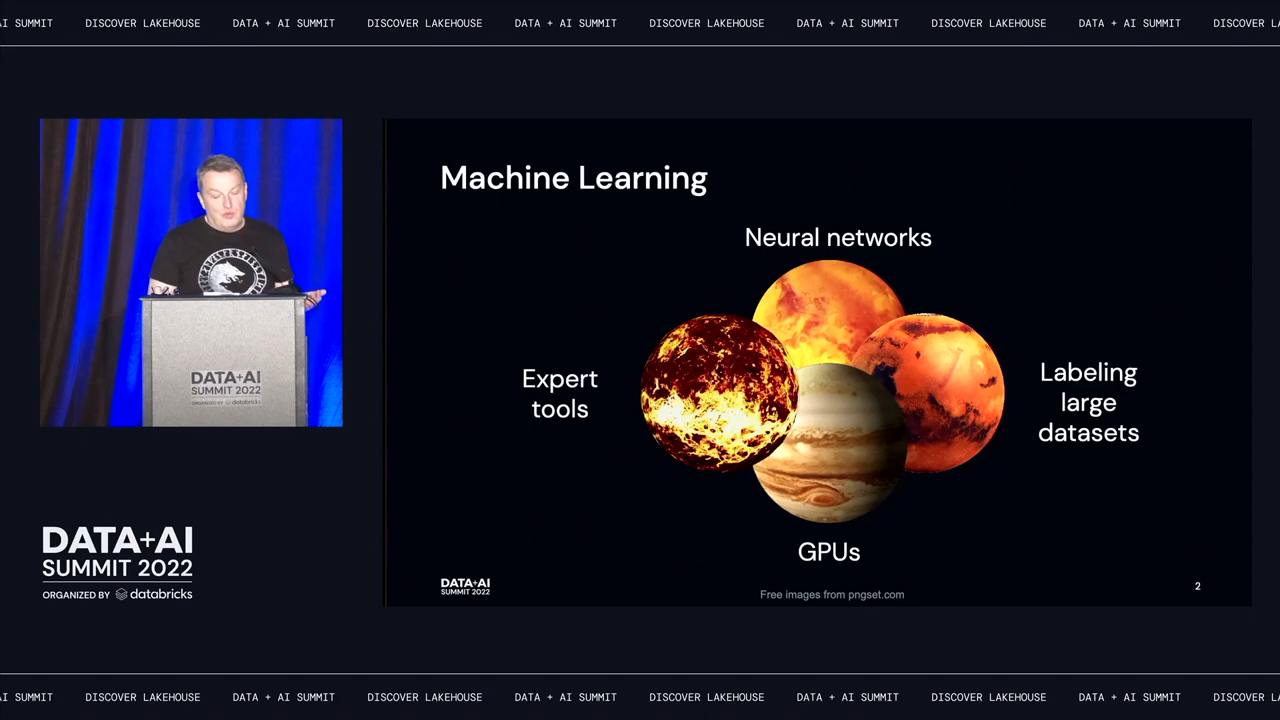 AI SUMMIT DISCOVER LAKEHOUSE DATA + AI SUMMIT DISCOVER LAKEHOUSE DATA + AI SUMMIT DISCOVER LAKEHOUSE DATA + AI SUMMIT DISCOVER LAKEHOUSE DATA + AI SUMMIT DISCOVER
Machine Learning
Neural networks
Expert
tools
Labeling
large
datasets
GPUs
DATA+AI
SUMMIT 2022
Free images from pngset.com
2
DATA+AI
SUMMIT 2022
ORGANIZED BY databricks
DATA+AI
SUMMIT 2022
ORGANIZED BY databricks
AI SUMMIT DISCOVER LAKEHOUSE DATA + AI SUMMIT DISCOVER LAKEHOUSE DATA + AI SUMMIT DISCOVER LAKEHOUSE DATA + AI SUMMIT DISCOVER LAKEHOUSE DATA + AI SUMMIT DISCOVER